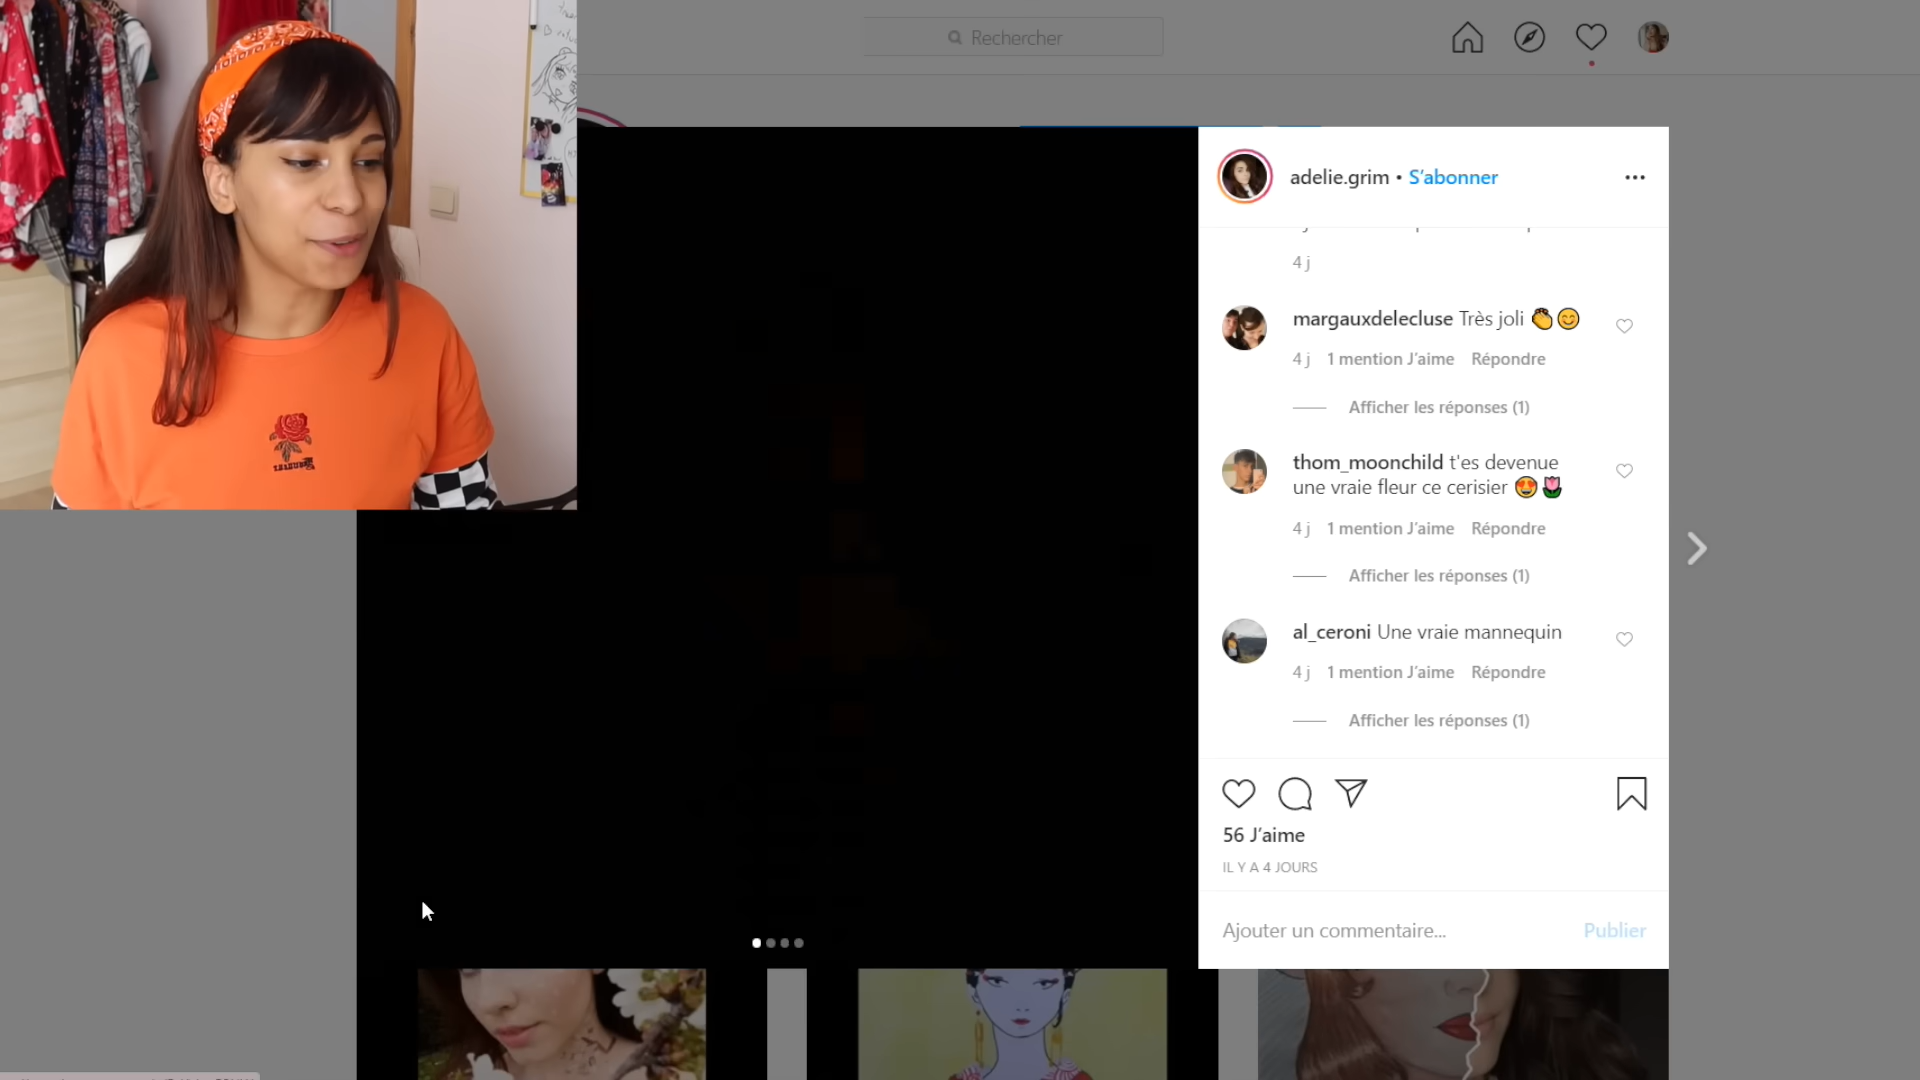 Rechercher
adelie.grim • S'abonner
4 j
margauxdelecluse Très joli 👏😊
4 j 1 mention J'aime Répondre
Afficher les réponses (1)
thom_moonchild t'es devenue
une vraie fleur ce cerisier 😍🌷
4 j 1 mention J'aime Répondre
Afficher les réponses (1)
al_ceroni Une vraie mannequin
4 j 1 mention J'aime Répondre
Afficher les réponses (1)
56 J'aime
IL Y A 4 JOURS
Ajouter un commentaire... Publier